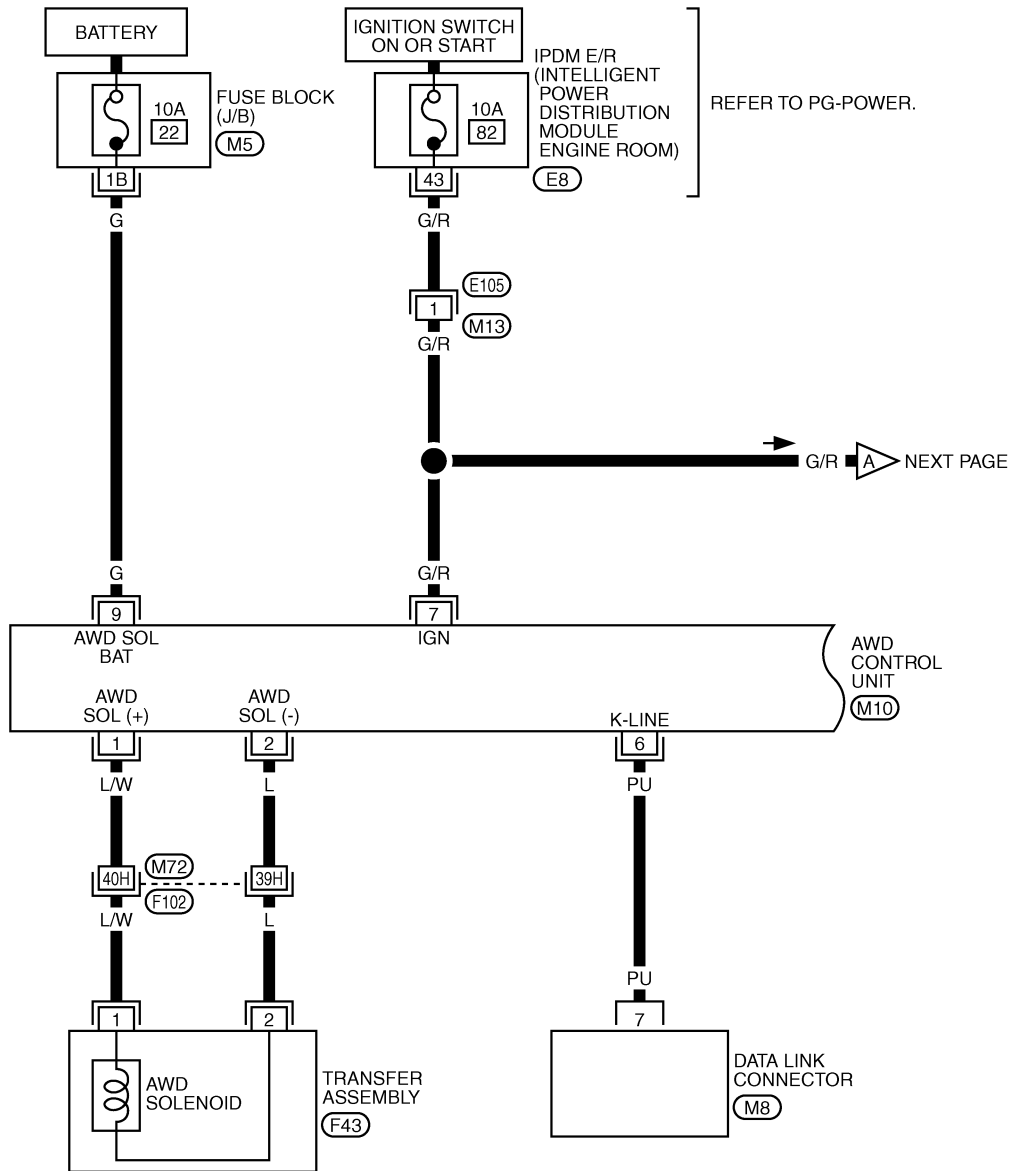 BATTERY
IGNITION SWITCH
ON OR START
FUSE BLOCK
(J/B)
M5
10A
22
1B
IPDM E/R
(INTELLIGENT
POWER
DISTRIBUTION
MODULE
ENGINE ROOM)
E8
10A
82
43
REFER TO PG-POWER.
G
G/R
E105
1
M13
G/R
G/R
A
NEXT PAGE
G
G/R
9
7
AWD SOL
BAT
IGN
AWD
CONTROL
UNIT
M10
AWD
SOL (+)
AWD
SOL (-)
K-LINE
1
2
6
L/W
L
PU
40H
M72
F102
39H
L/W
L
PU
1
2
7
AWD
SOLENOID
TRANSFER
ASSEMBLY
F43
DATA LINK
CONNECTOR
M8